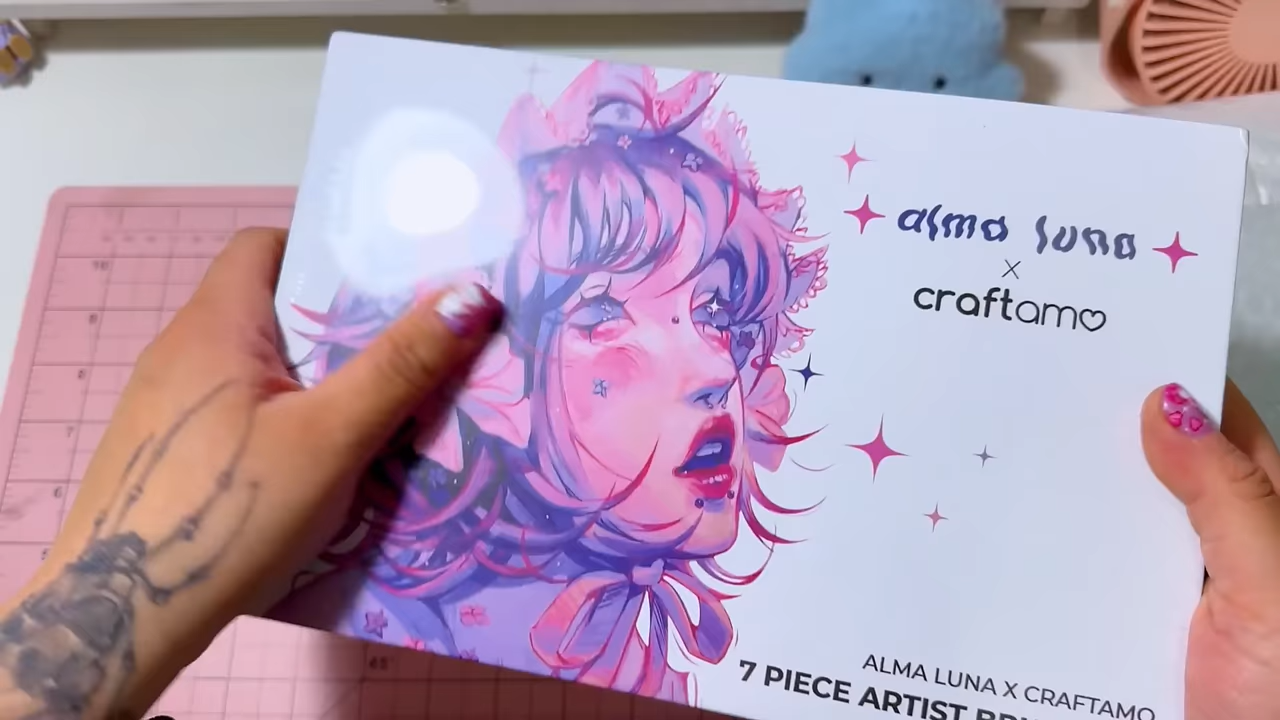 alma luna
x
craftamo
ALMA LUNA X CRAFTAMO
7 PIECE ARTIST